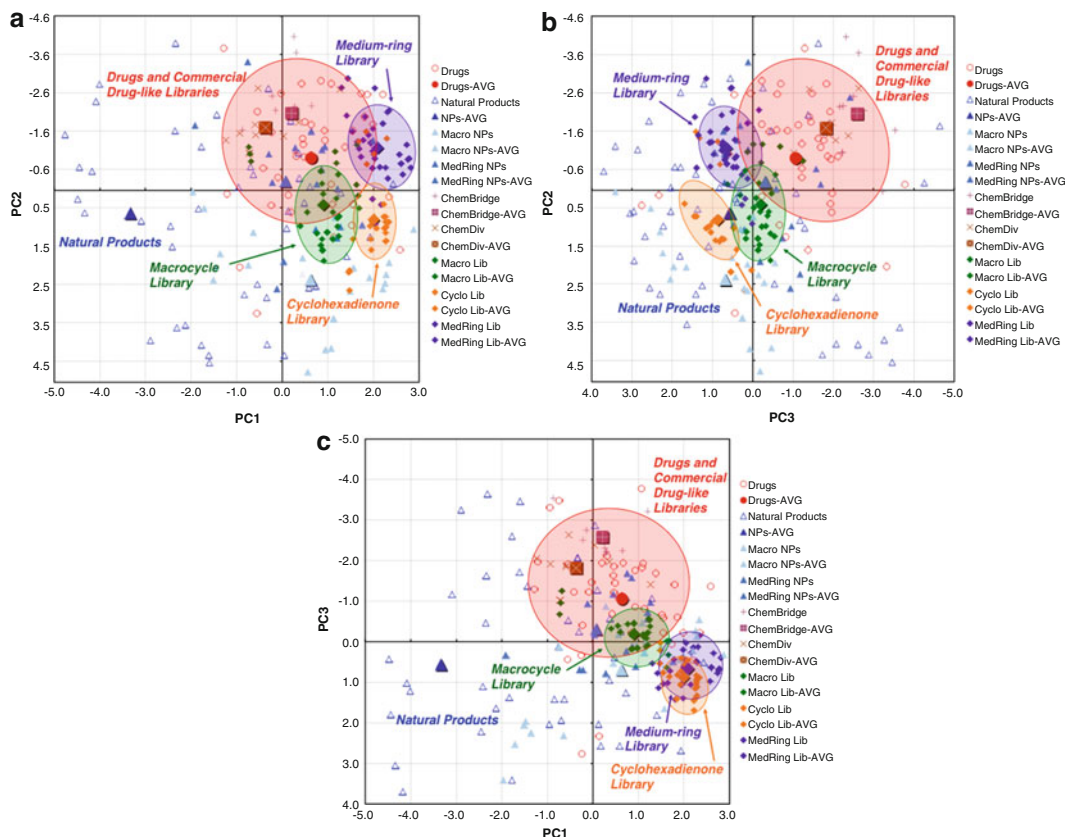 a
-4.6
-3.6
-2.6
-1.6
-0.6
0.5
1.5
2.5
3.5
4.5
PC2
-5.0 -4.0 -3.0 -2.0 -1.0 0.0 1.0 2.0 3.0
PC1
Drugs and Commercial
Drug-like Libraries
Medium-ring
Library
Natural Products
Macrocycle
Library
Cyclohexadienone
Library
Drugs
Drugs-AVG
Natural Products
NPs-AVG
Macro NPs
Macro NPs-AVG
MedRing NPs
MedRing NPs-AVG
ChemBridge
ChemBridge-AVG
ChemDiv
ChemDiv-AVG
Macro Lib
Macro Lib-AVG
Cyclo Lib
Cyclo Lib-AVG
MedRing Lib
MedRing Lib-AVG
b
-4.6
-3.6
-2.6
-1.6
-0.6
0.5
1.5
2.5
3.5
4.5
PC2
4.0 3.0 2.0 1.0 0.0 -1.0 -2.0 -3.0 -4.0 -5.0
PC3
Medium-ring
Library
Drugs and
Commercial
Drug-like
Libraries
Macrocycle
Library
Natural Products
Cyclohexadienone
Library
Drugs
Drugs-AVG
Natural Products
NPs-AVG
Macro NPs
Macro NPs-AVG
MedRing NPs
MedRing NPs-AVG
ChemBridge
ChemBridge-AVG
ChemDiv
ChemDiv-AVG
Macro Lib
Macro Lib-AVG
Cyclo Lib
Cyclo Lib-AVG
MedRing Lib
MedRing Lib-AVG
c
-5.0
-4.0
-3.0
-2.0
-1.0
0.0
1.0
2.0
3.0
4.0
PC3
-5.0 -4.0 -3.0 -2.0 -1.0 0.0 1.0 2.0 3.0
PC1
Drugs and
Commercial
Drug-like
Libraries
Macrocycle
Library
Natural Products
Medium-ring
Library
Cyclohexadienone
Library
Drugs
Drugs-AVG
Natural Products
NPs-AVG
Macro NPs
Macro NPs-AVG
MedRing NPs
MedRing NPs-AVG
ChemBridge
ChemBridge-AVG
ChemDiv
ChemDiv-AVG
Macro Lib
Macro Lib-AVG
Cyclo Lib
Cyclo Lib-AVG
MedRing Lib
MedRing Lib-AVG